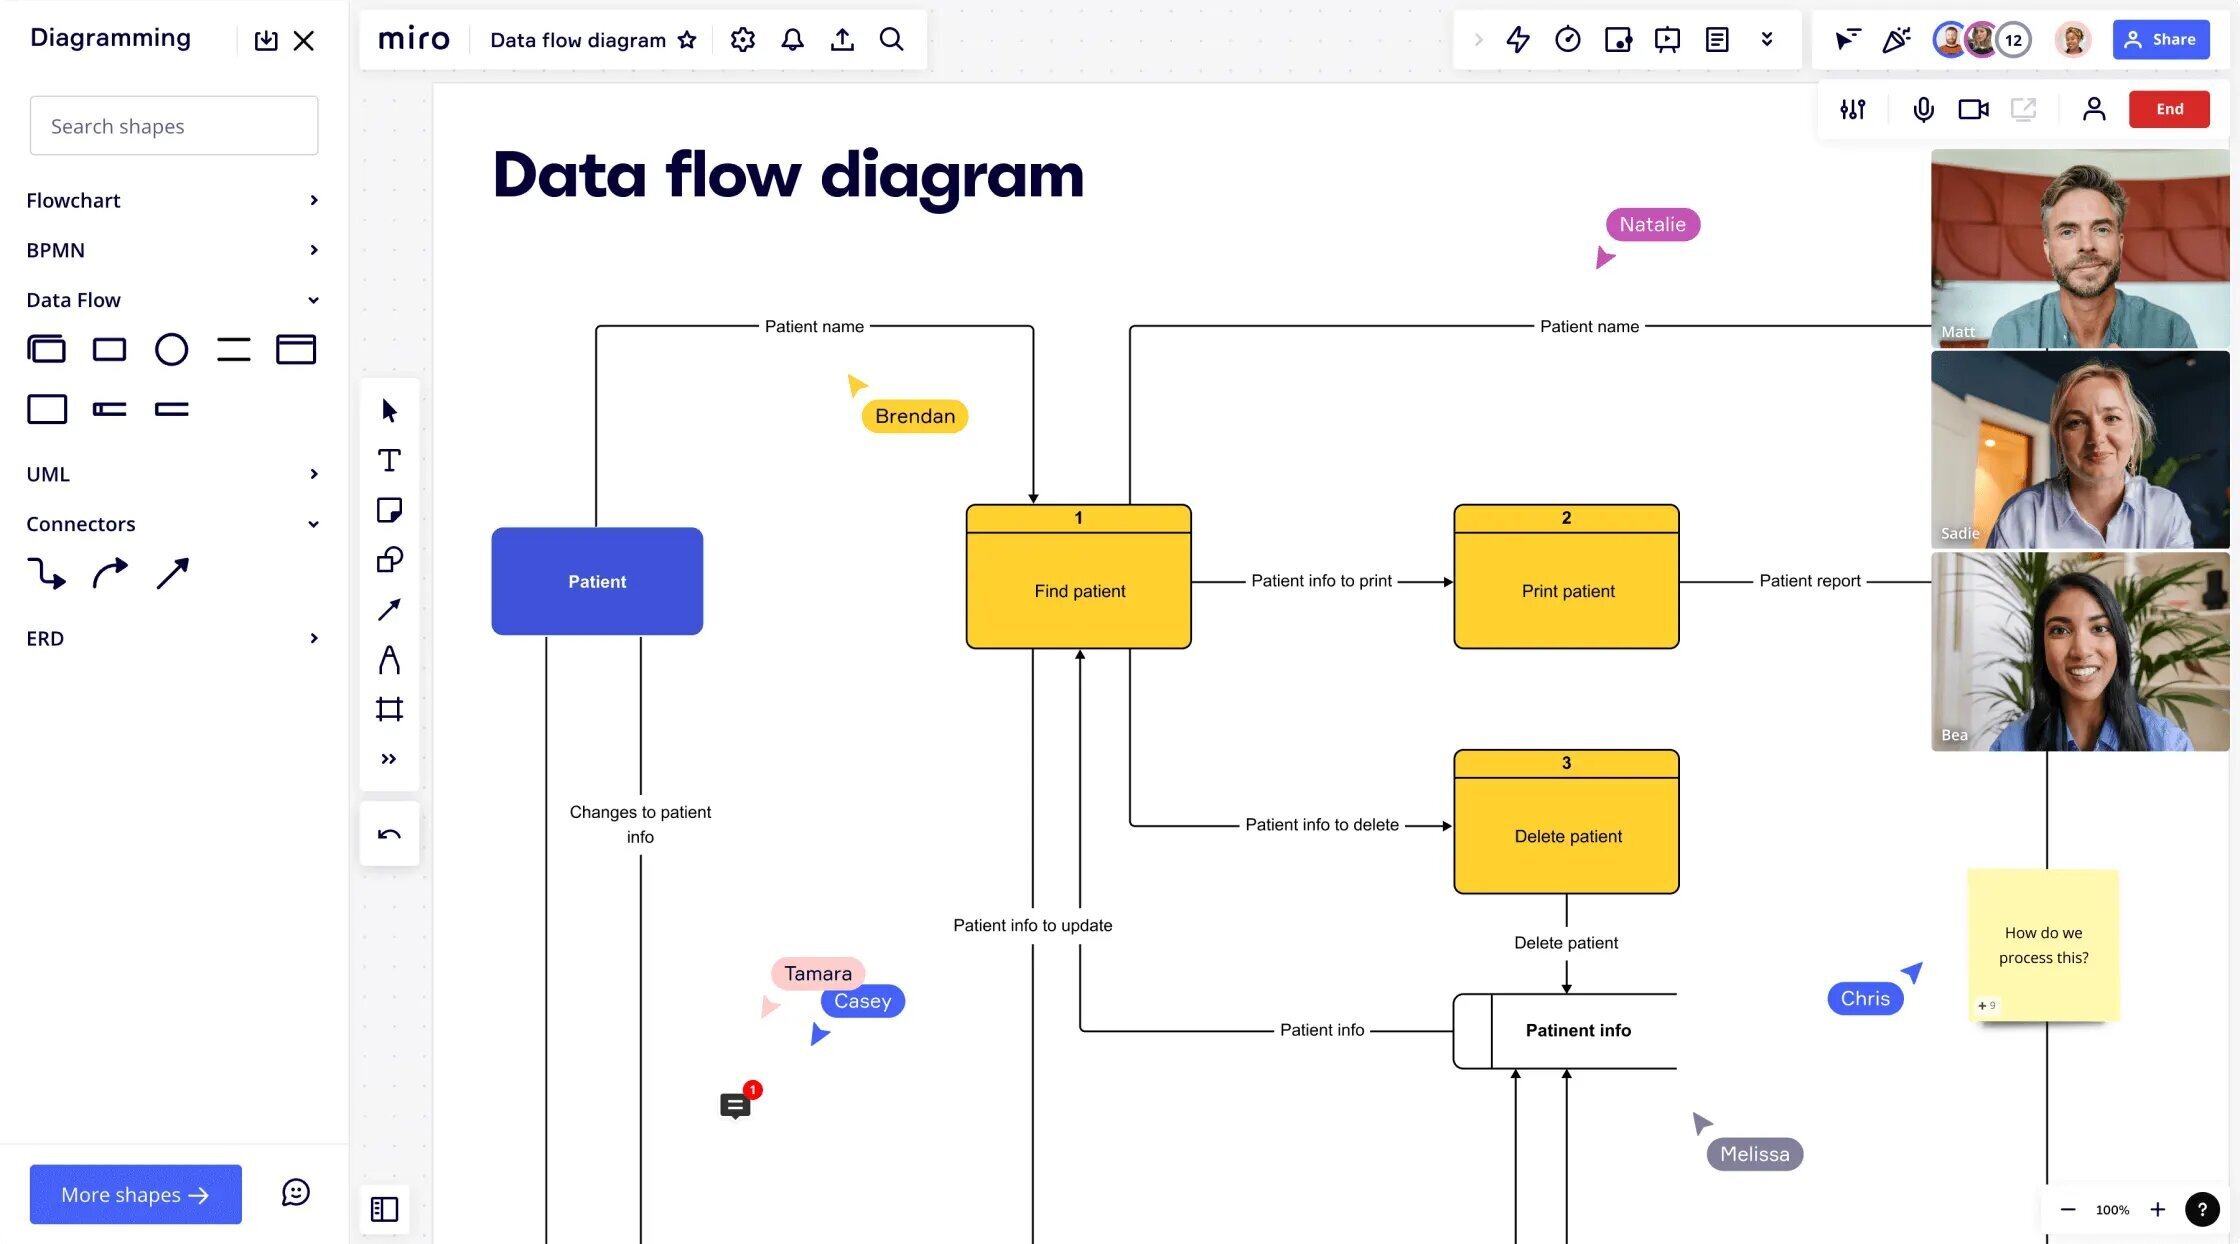 Diagramming
miro
Data flow diagram
12
Share
Search shapes
End
Flowchart
BPMN
Data Flow
UML
Connectors
ERD
More shapes
Data flow diagram
Natalie
Patient name
Patient name
Matt
Brendan
Sadie
Patient
1
Find patient
Patient info to print
2
Print patient
Patient report
Bea
3
Delete patient
Changes to patient
info
Patient info to delete
Patient info to update
Delete patient
How do we
process this?
+ 9
Tamara
Casey
Chris
Patient info
Patinent info
1
Melissa
100%
?